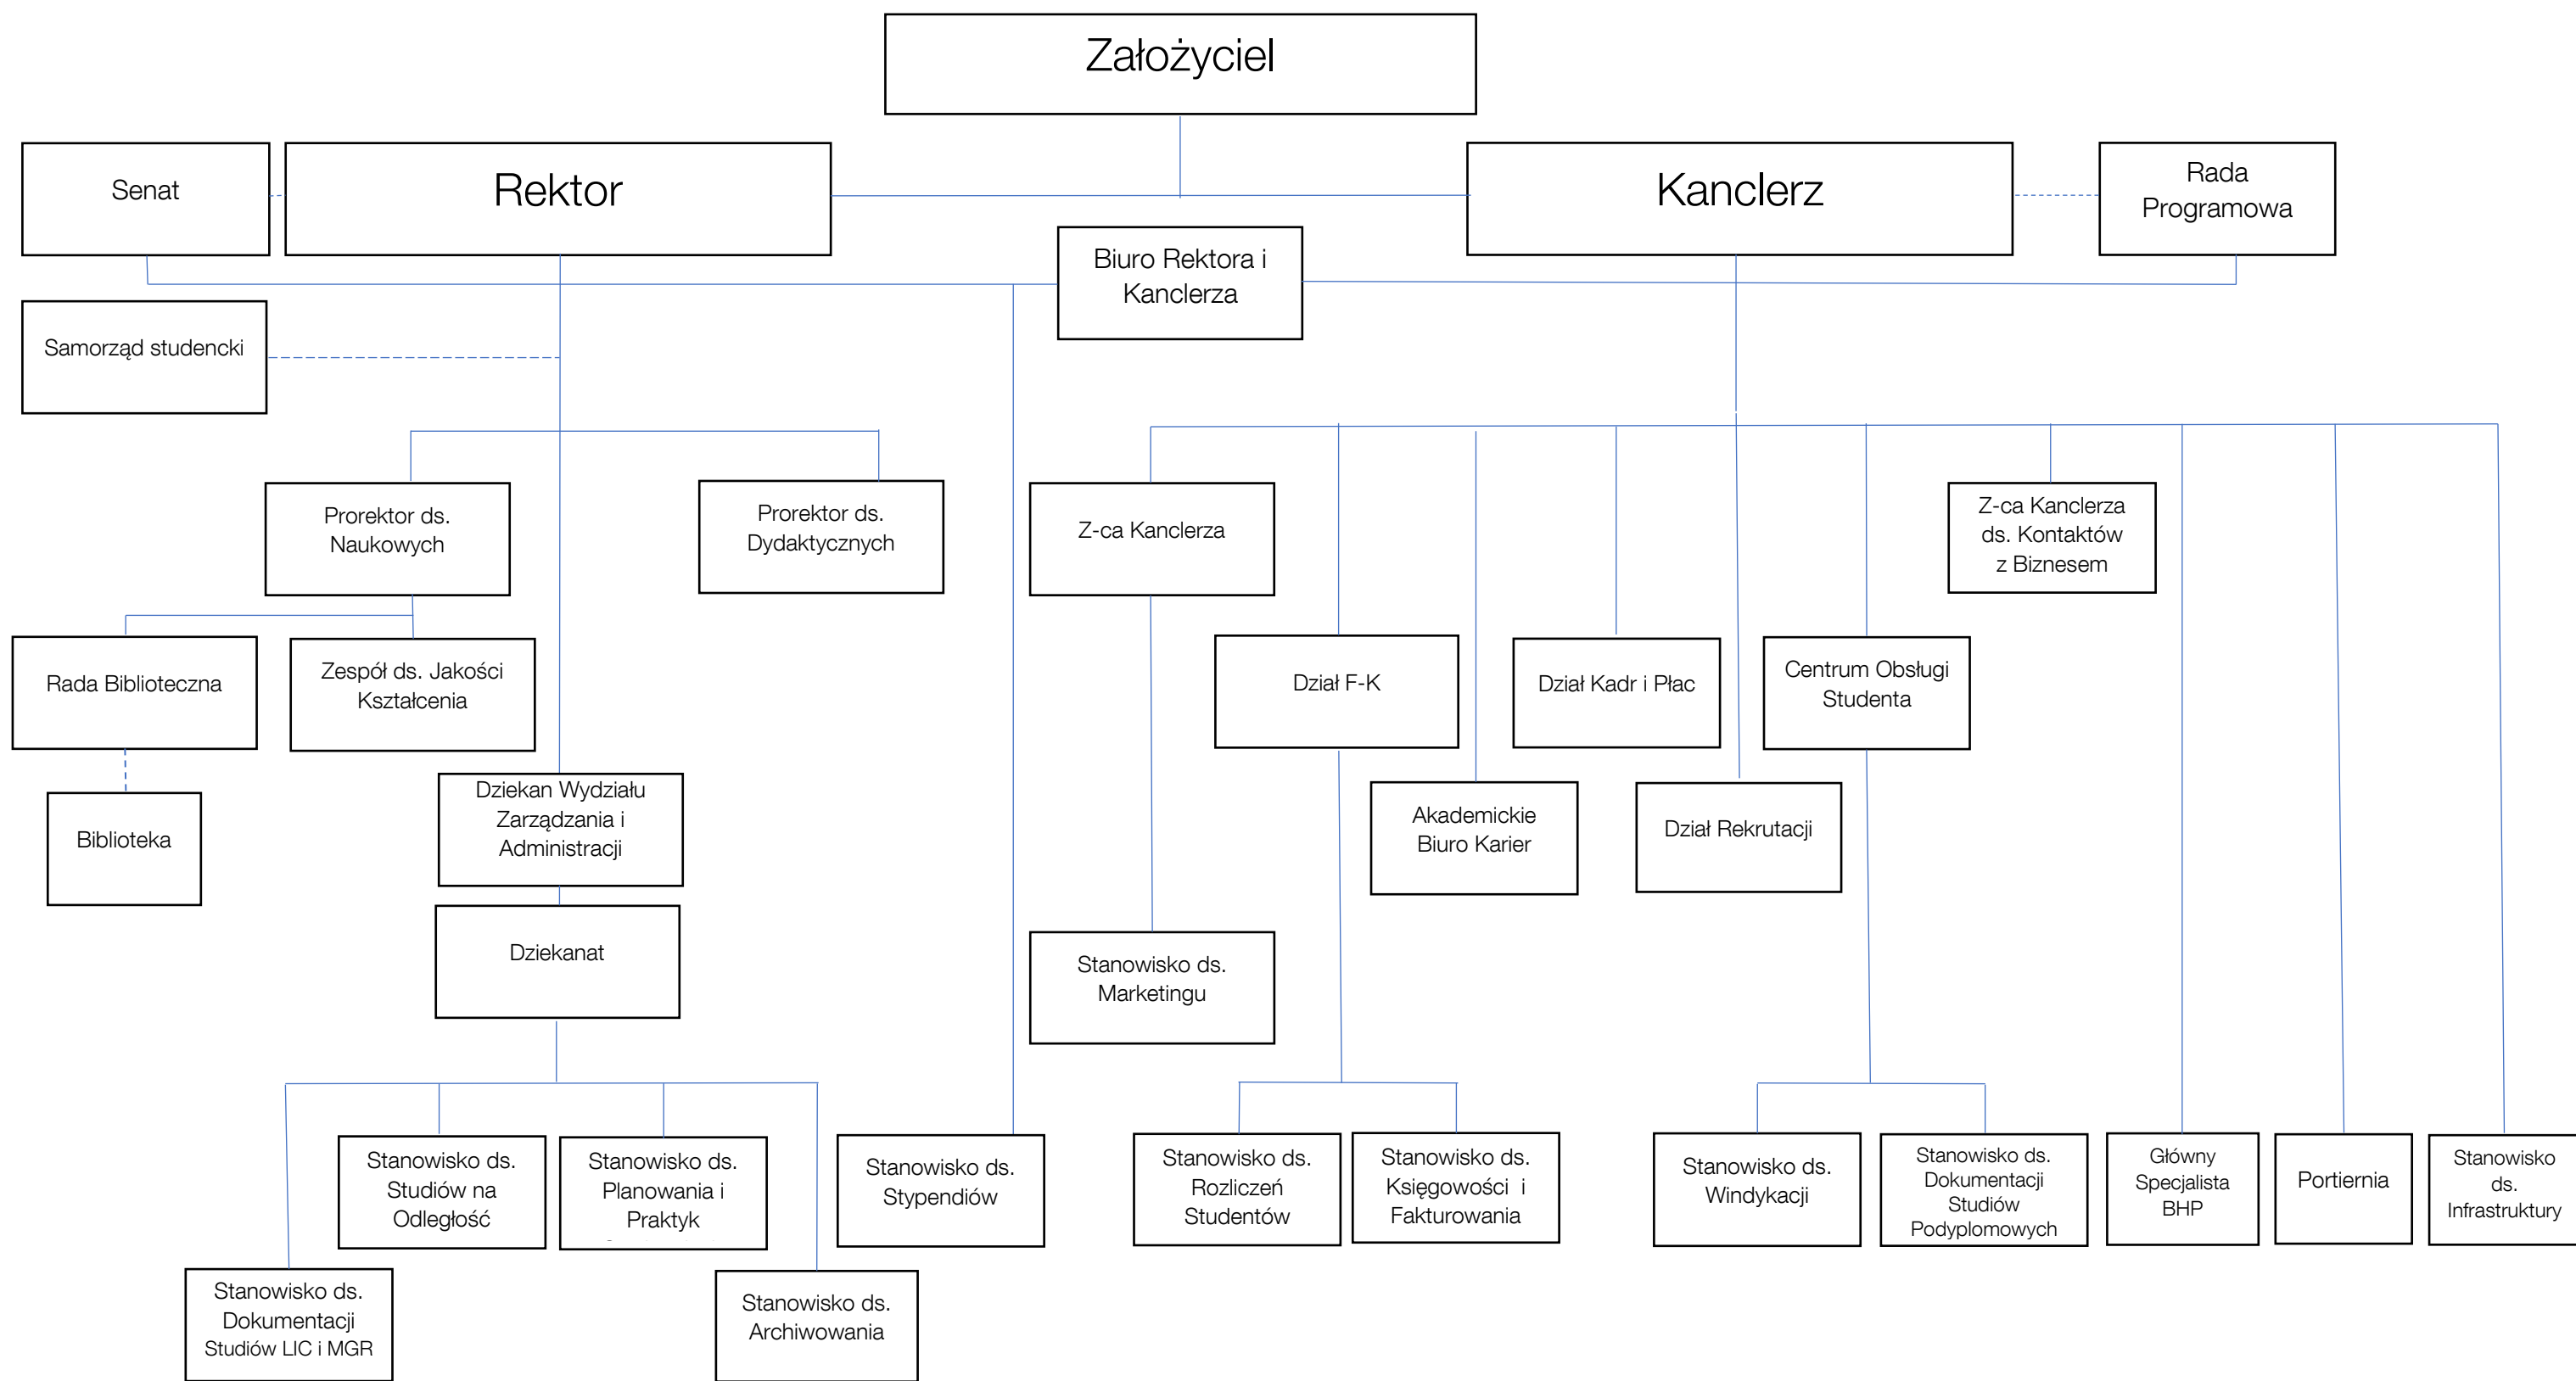 Założyciel
Senat
Rektor
Kanclerz
Rada
Programowa
Biuro Rektora i
Kanclerza
Samorząd studencki
Prorektor ds.
Naukowych
Prorektor ds.
Dydaktycznych
Z-ca Kanclerza
Z-ca Kanclerza
ds. Kontaktów
z Biznesem
Rada Biblioteczna
Zespół ds. Jakości
Kształcenia
Dział F-K
Dział Kadr i Płac
Centrum Obsługi
Studenta
Biblioteka
Dziekan Wydziału
Zarządzania i
Administracji
Akademickie
Biuro Karier
Dział Rekrutacji
Dziekanat
Stanowisko ds.
Marketingu
Stanowisko ds.
Studiów na
Odległość
Stanowisko ds.
Planowania i
Praktyk
Stanowisko ds.
Stypendiów
Stanowisko ds.
Rozliczeń
Studentów
Stanowisko ds.
Księgowości i
Fakturowania
Stanowisko ds.
Windykacji
Stanowisko ds.
Dokumentacji
Studiów
Podyplomowych
Główny
Specjalista
BHP
Portiernia
Stanowisko
ds.
Infrastruktury
Stanowisko ds.
Dokumentacji
Studiów LIC i MGR
Stanowisko ds.
Archiwowania